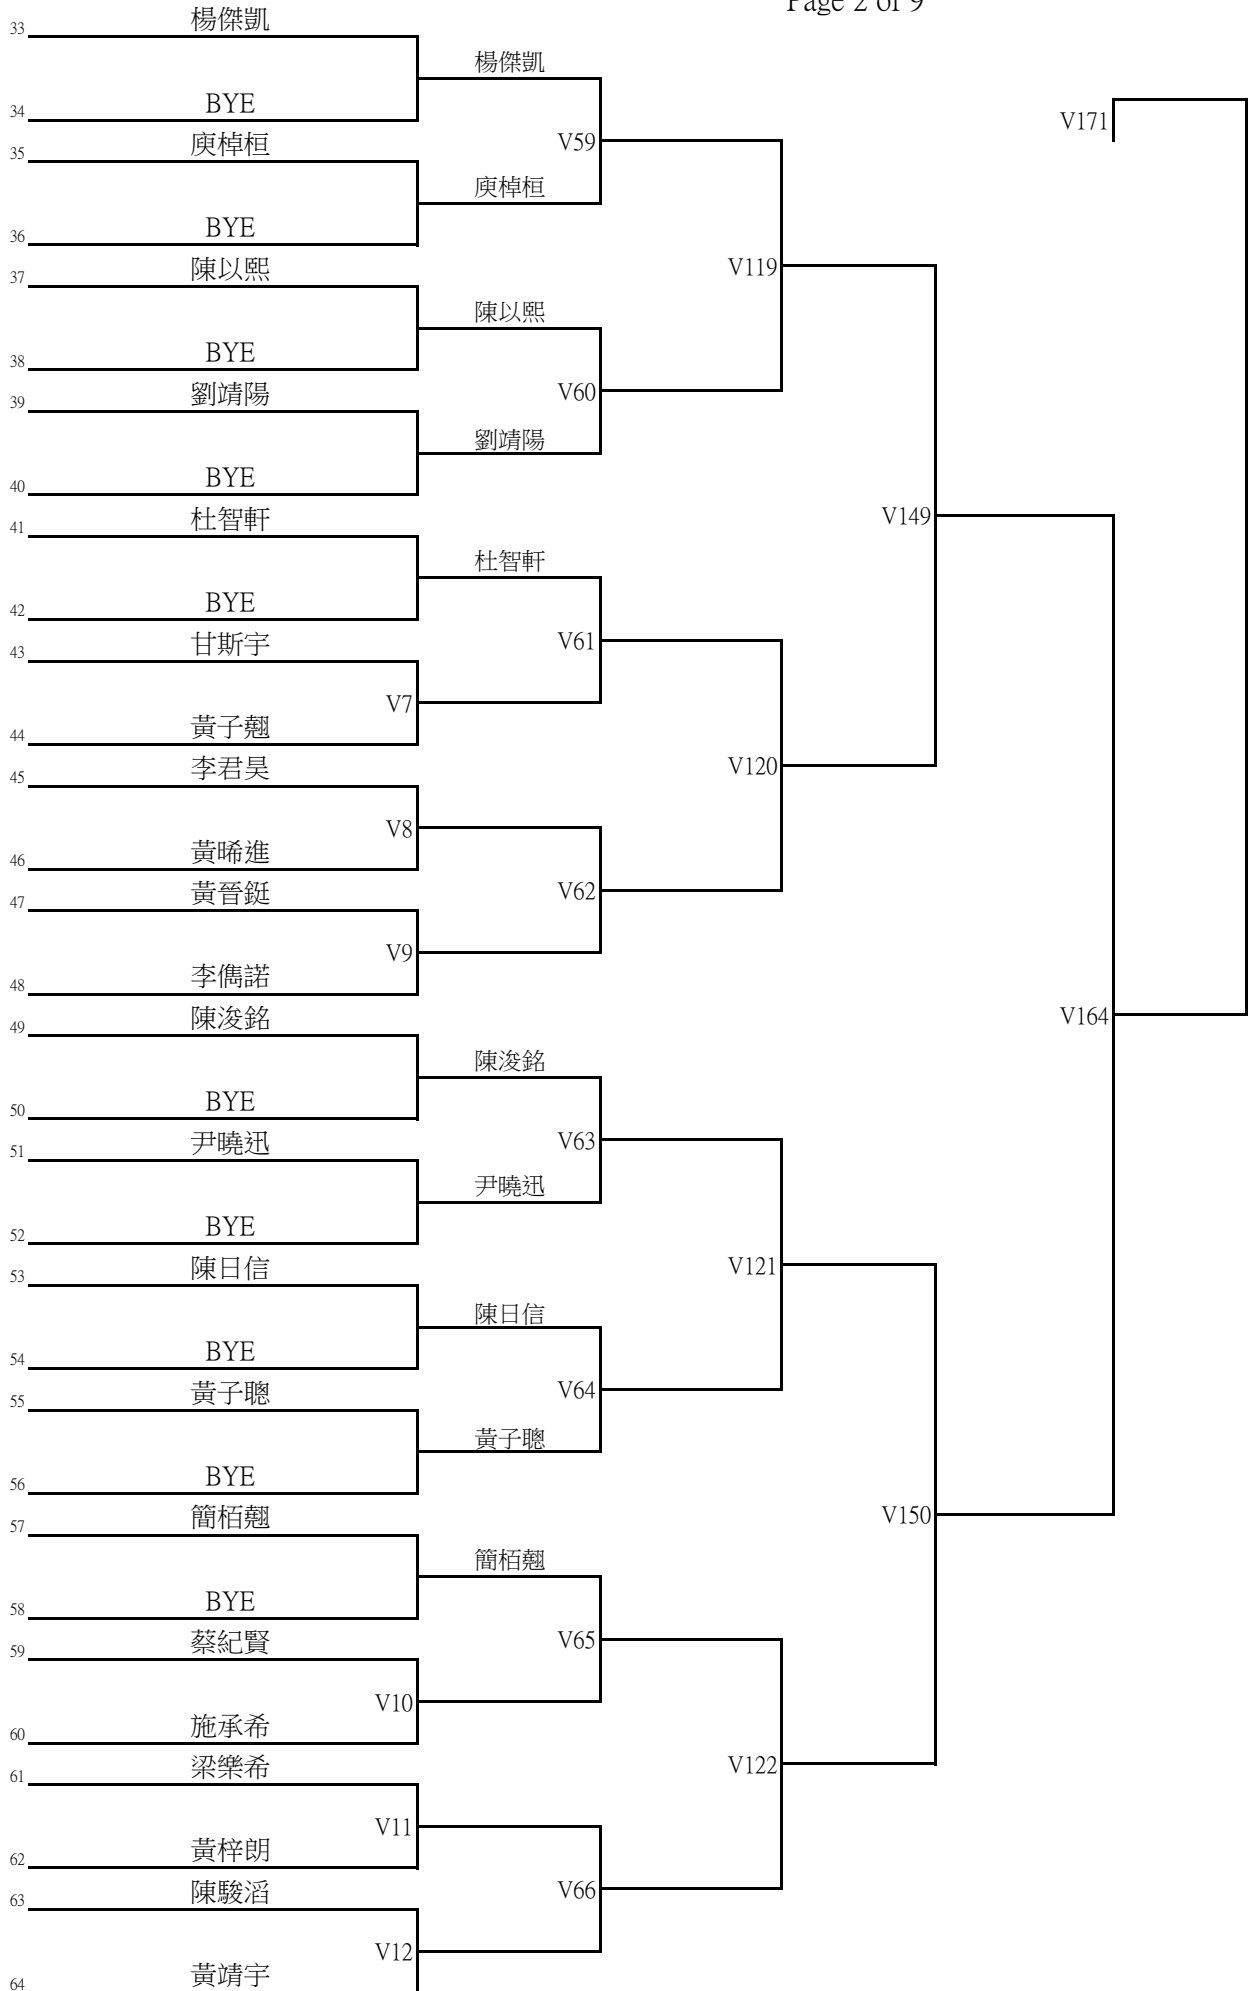 Page 2 of 9
33 楊傑凱
楊傑凱
34 BYE
V171
35 庾棹桓
V59
庾棹桓
36 BYE
37 陳以熙
V119
陳以熙
38 BYE
39 劉靖陽
V60
劉靖陽
40 BYE
41 杜智軒
V149
杜智軒
42 BYE
43 甘斯宇
V61
V7
44 黃子翹
45 李君昊
V120
V8
46 黃晞進
47 黃晉鋌
V62
V9
48 李儁諾
49 陳浚銘
V164
陳浚銘
50 BYE
51 尹曉迅
V63
尹曉迅
52 BYE
53 陳日信
V121
陳日信
54 BYE
55 黃子聰
V64
黃子聰
56 BYE
57 簡栢翹
V150
簡栢翹
58 BYE
59 蔡紀賢
V65
V10
60 施承希
61 梁樂希
V122
V11
62 黃梓朗
63 陳駿滔
V66
V12
64 黃靖宇